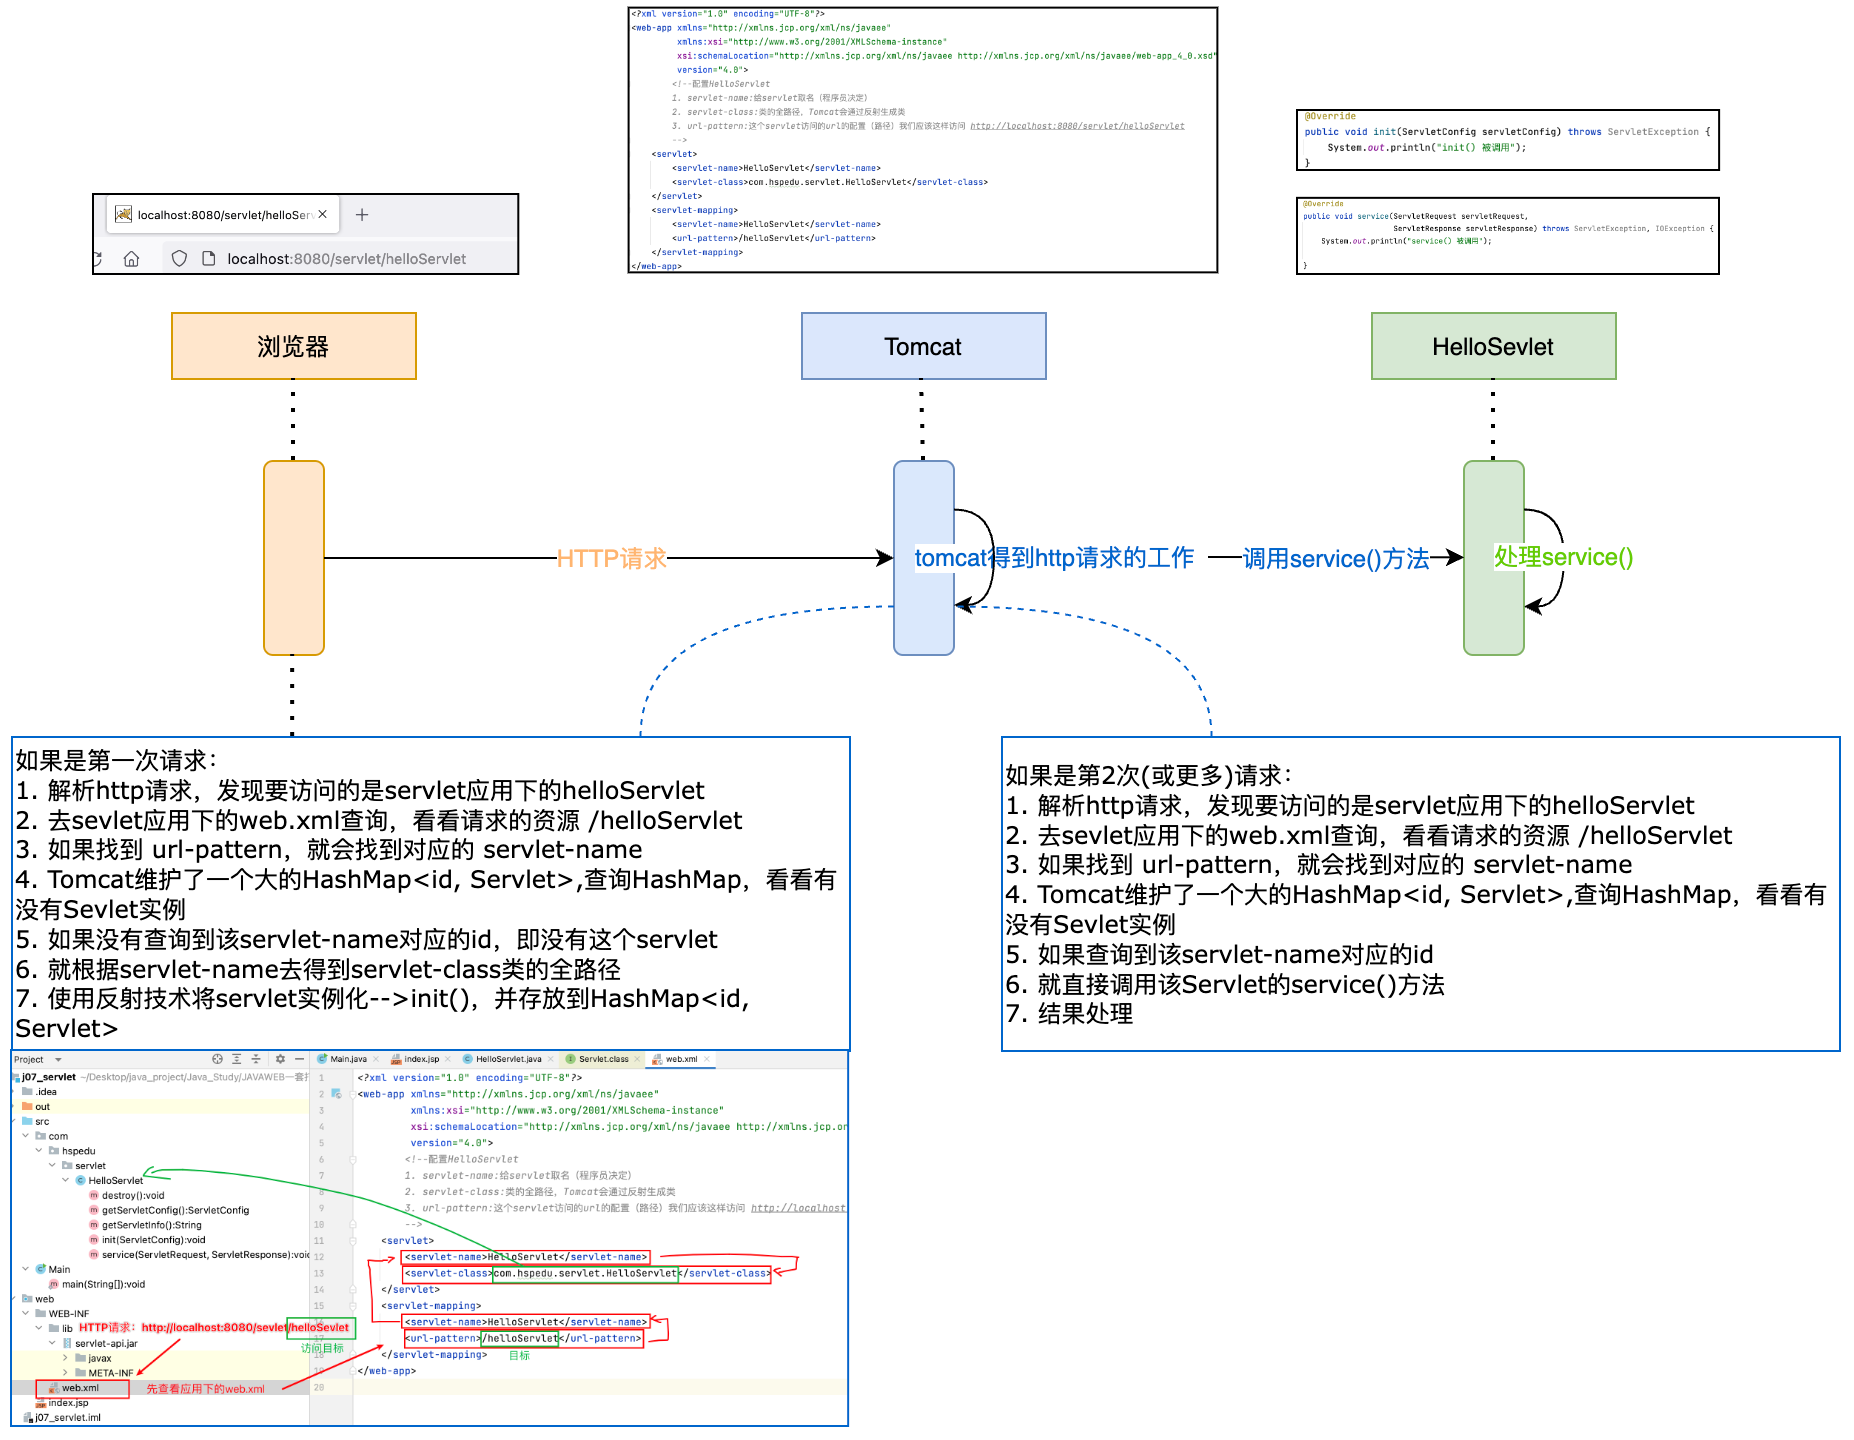 <?xml version="1.0" encoding="UTF-8"?>
<web-app xmlns="http://xmlns.jcp.org/xml/ns/javaee"
xmlns:xsi="http://www.w3.org/2001/XMLSchema-instance"
xsi:schemaLocation="http://xmlns.jcp.org/xml/ns/javaee http://xmlns.jcp.org/xml/ns/javaee/web-app_4_0.xsd"
version="4.0">
<!--配置HelloServlet
1. servlet-name:给servlet取名（程序员决定）
2. servlet-class:类的全路径，Tomcat会通过反射生成类
3. url-pattern:这个servlet访问的url的配置（路径）我们应该这样访问 http://localhost:8080/servlet/helloServlet
-->
<servlet>
<servlet-name>HelloServlet</servlet-name>
<servlet-class>com.hspedu.servlet.HelloServlet</servlet-class>
</servlet>
<servlet-mapping>
<servlet-name>HelloServlet</servlet-name>
<url-pattern>/helloServlet</url-pattern>
</servlet-mapping>
</web-app>
@Override
public void init(ServletConfig servletConfig) throws ServletException {
System.out.println("init() 被调用");
}
@Override
public void service(ServletRequest servletRequest,
ServletResponse servletResponse) throws ServletException, IOException {
System.out.println("service() 被调用");
}
localhost:8080/servlet/helloServ
localhost:8080/servlet/helloServlet
浏览器
Tomcat
HelloSevlet
HTTP请求
tomcat得到http请求的工作
调用service()方法
处理service()
如果是第一次请求：
1. 解析http请求，发现要访问的是servlet应用下的helloServlet
2. 去sevlet应用下的web.xml查询，看看请求的资源 /helloServlet
3. 如果找到 url-pattern，就会找到对应的 servlet-name
4. Tomcat维护了一个大的HashMap<id, Servlet>,查询HashMap，看看有
没有Sevlet实例
5. 如果没有查询到该servlet-name对应的id，即没有这个servlet
6. 就根据servlet-name去得到servlet-class类的全路径
7. 使用反射技术将servlet实例化-->init()，并存放到HashMap<id,
Servlet>
如果是第2次(或更多)请求：
1. 解析http请求，发现要访问的是servlet应用下的helloServlet
2. 去sevlet应用下的web.xml查询，看看请求的资源 /helloServlet
3. 如果找到 url-pattern，就会找到对应的 servlet-name
4. Tomcat维护了一个大的HashMap<id, Servlet>,查询HashMap，看看有
没有Sevlet实例
5. 如果查询到该servlet-name对应的id
6. 就直接调用该Servlet的service()方法
7. 结果处理
Project
Main.java index.jsp HelloServlet.java Servlet.class web.xml
j07_servlet ~/Desktop/java_project/Java_Study/JAVAWEB一套打
.idea
out
src
com
hspedu
servlet
HelloServlet
destroy():void
getServletConfig():ServletConfig
getServletInfo():String
init(ServletConfig):void
service(ServletRequest, ServletResponse):voic
Main
main(String[]):void
web
WEB-INF
lib
HTTP请求：http://localhost:8080/sevlet/helloSevlet
访问目标
servlet-api.jar
javax
META-INF
web.xml
先查看应用下的web.xml
index.jsp
j07_servlet.iml
1 <?xml version="1.0" encoding="UTF-8"?>
2 <web-app xmlns="http://xmlns.jcp.org/xml/ns/javaee"
3 xmlns:xsi="http://www.w3.org/2001/XMLSchema-instance"
4 xsi:schemaLocation="http://xmlns.jcp.org/xml/ns/javaee http://xmlns.jcp.or
5 version="4.0">
6 <!--配置HelloServlet
7 1. servlet-name:给servlet取名（程序员决定）
8 2. servlet-class:类的全路径，Tomcat会通过反射生成类
9 3. url-pattern:这个servlet访问的url的配置（路径）我们应该这样访问 http://localhost
10 -->
11 <servlet>
12 <servlet-name>HelloServlet</servlet-name>
13 <servlet-class>com.hspedu.servlet.HelloServlet</servlet-class>
14 </servlet>
15 <servlet-mapping>
<servlet-name>HelloServlet</servlet-name>
<url-pattern>/helloServlet</url-pattern>
</servlet-mapping>
目标
</web-app>
20